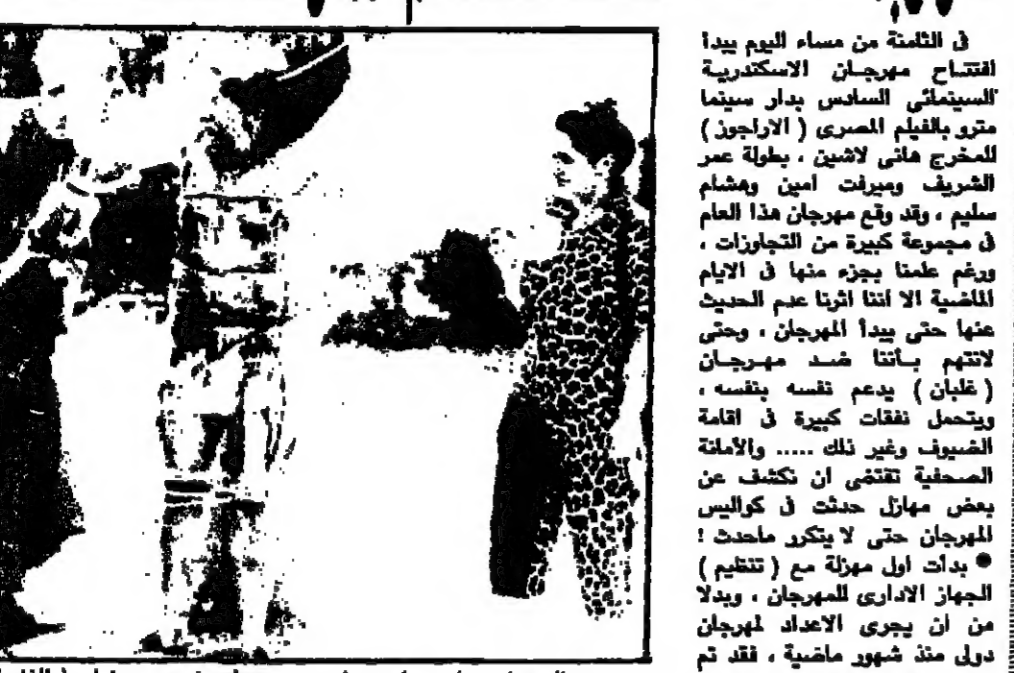 فى الثامنة من مساء اليوم يبدأ
افتتاح مهرجان الاسكندرية
السينمائي السادس بدار سينما
مترو بالفيلم المصرى ( الاراجوز )
للمخرج هانى لاشين ، بطولة عمر
الشريف وميرفت امين وهشام
سليم ، وقد وقع مهرجان هذا العام
فى مجموعة كبيرة من التجاوزات ،
ورغم علمنا بجزء منها فى الايام
الماضية الا اننا اثرنا عدم الحديث
عنها حتى يبدأ المهرجان ، وحتى
لانتهم بأننا ضد مهرجان
( غلبان ) يدعم نفسه بنفسه ،
ويتحمل نفقات كبيرة فى اقامة
الضيوف وغير ذلك ..... والأمانة
الصحفية تقتضى ان نكشف عن
بعض مهازل حدثت فى كواليس
المهرجان حتى لا يتكرر ماحدث !
● بدأت اول مهزلة مع ( تنظيم )
الجهاز الادارى للمهرجان ، وبدلا
من ان يجرى الاعداد لمهرجان
دولى منذ شهور ماضية ، فقد تم